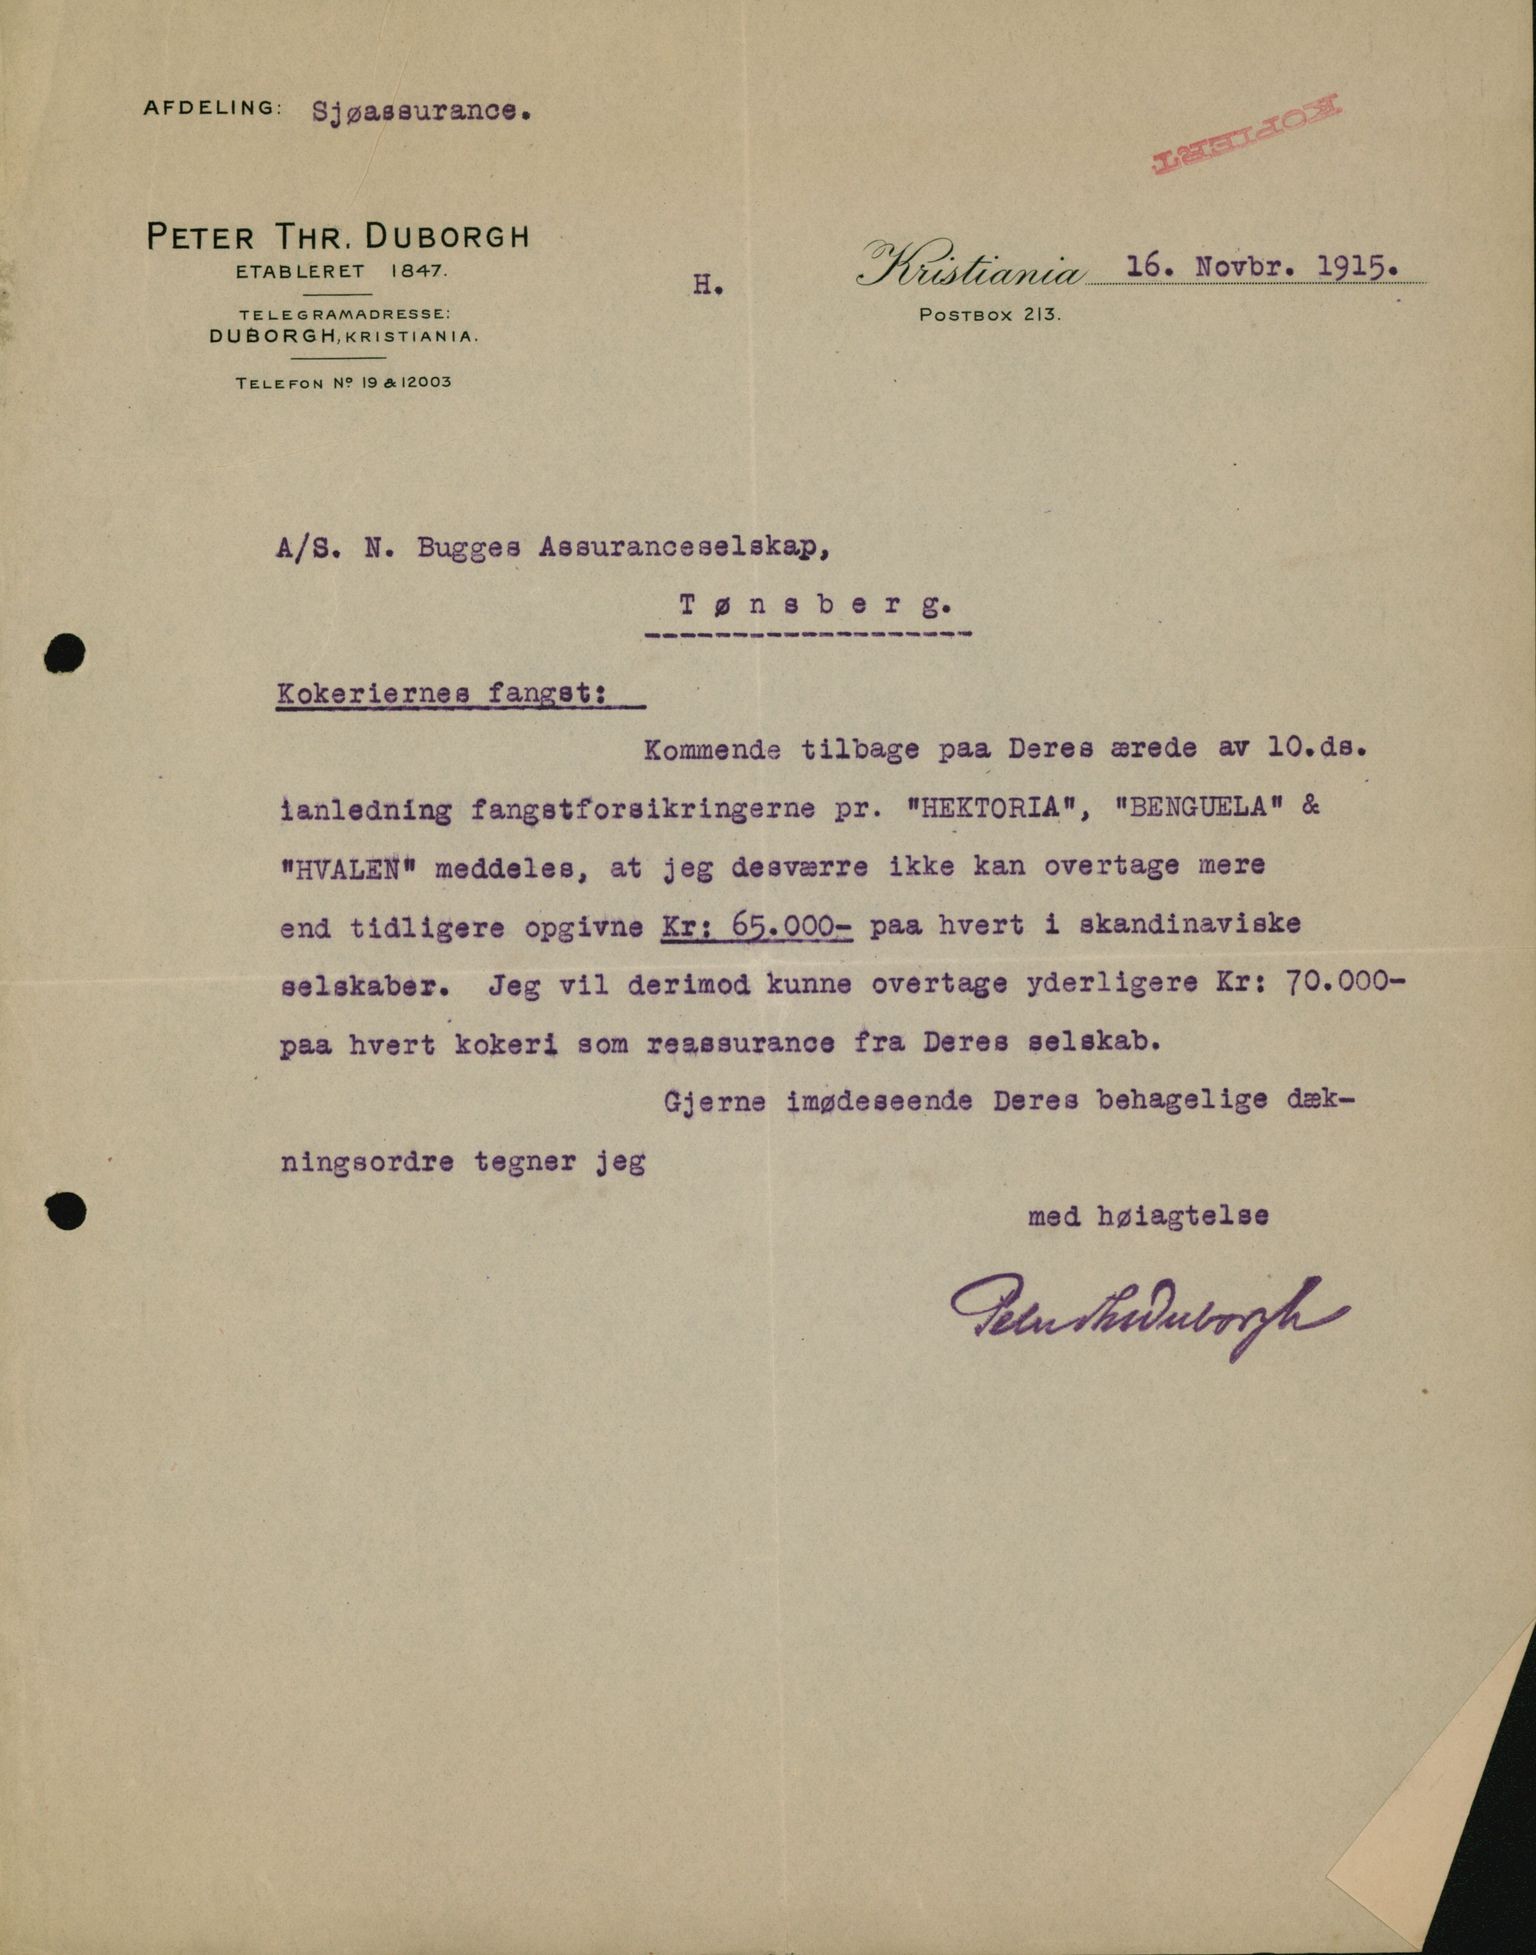 AFDELING: Sjøassurance.
KOPIERT
PETER THR. DUBORGH
ETABLERET 1847.
TELEGRAMADRESSE:
DUBORGH, KRISTIANIA.
TELEFON Nº 19 & 12003
H.
Kristiania 16. Novbr. 1915.
POSTBOX 213.
A/S. N. Bugges Assuranceselskap,
Tønsberg.
Kokeriernes fangst:
Kommende tilbage paa Deres ærede av 10.ds.
ianledning fangstforsikringerne pr. "HEKTORIA", "BENGUELA" &
"HVALEN" meddeles, at jeg desværre ikke kan overtage mere
end tidligere opgivne Kr: 65.000- paa hvert i skandinaviske
selskaber. Jeg vil derimod kunne overtage yderligere Kr: 70.000-
paa hvert kokeri som reassurance fra Deres selskab.
Gjerne imødeseende Deres behagelige dæk-
ningsordre tegner jeg
med høiagtelse
Peter Thr Duborgh